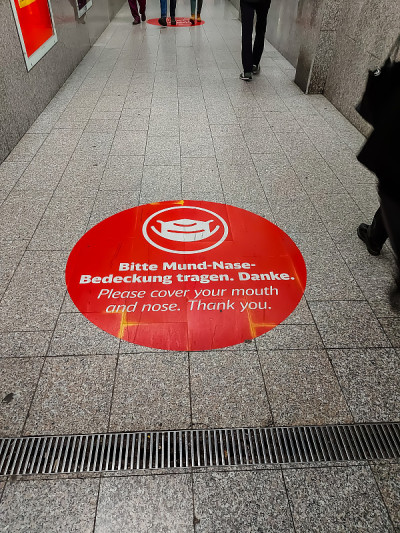 Bitte Mund-Nase-
Bedeckung tragen. Danke.
Please cover your mouth
and nose. Thank you.